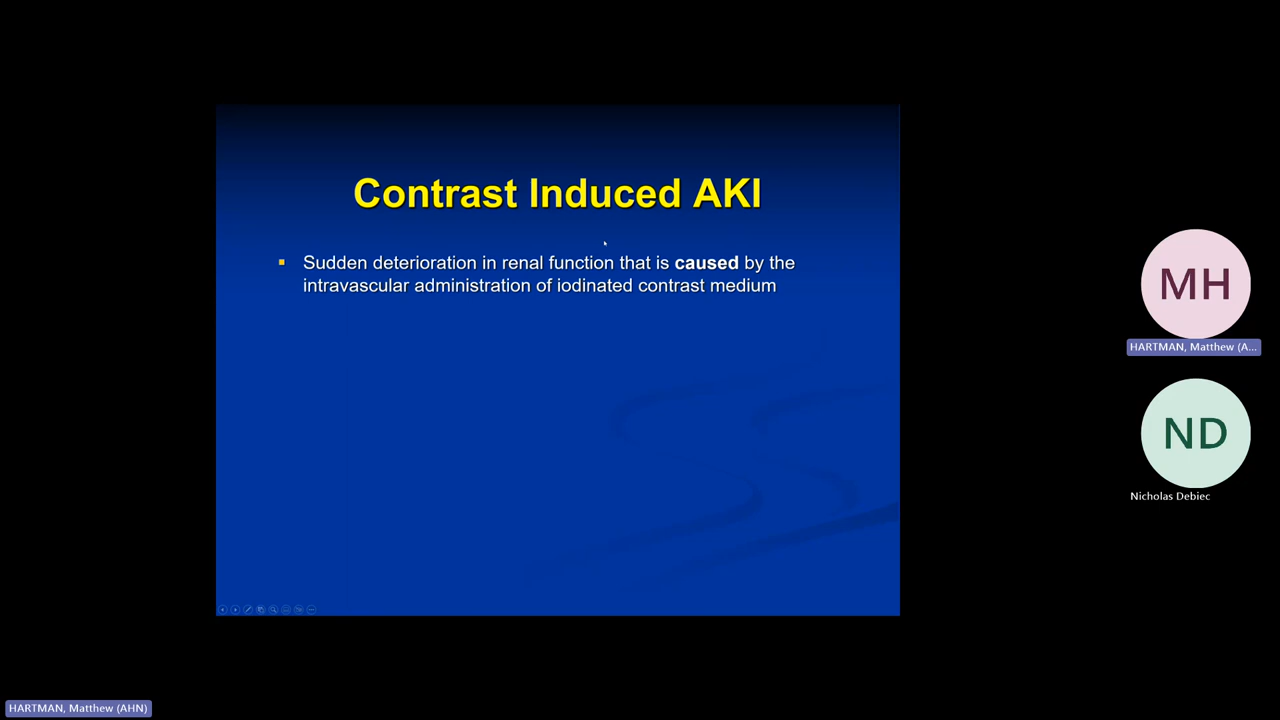 Contrast Induced AKI
Sudden deterioration in renal function that is caused by the
intravascular administration of iodinated contrast medium
MH
HARTMAN, Matthew (A...
ND
Nicholas Debiec
HARTMAN, Matthew (AHN)